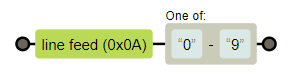 One of:
line feed (0x0A)
“0” - “9”